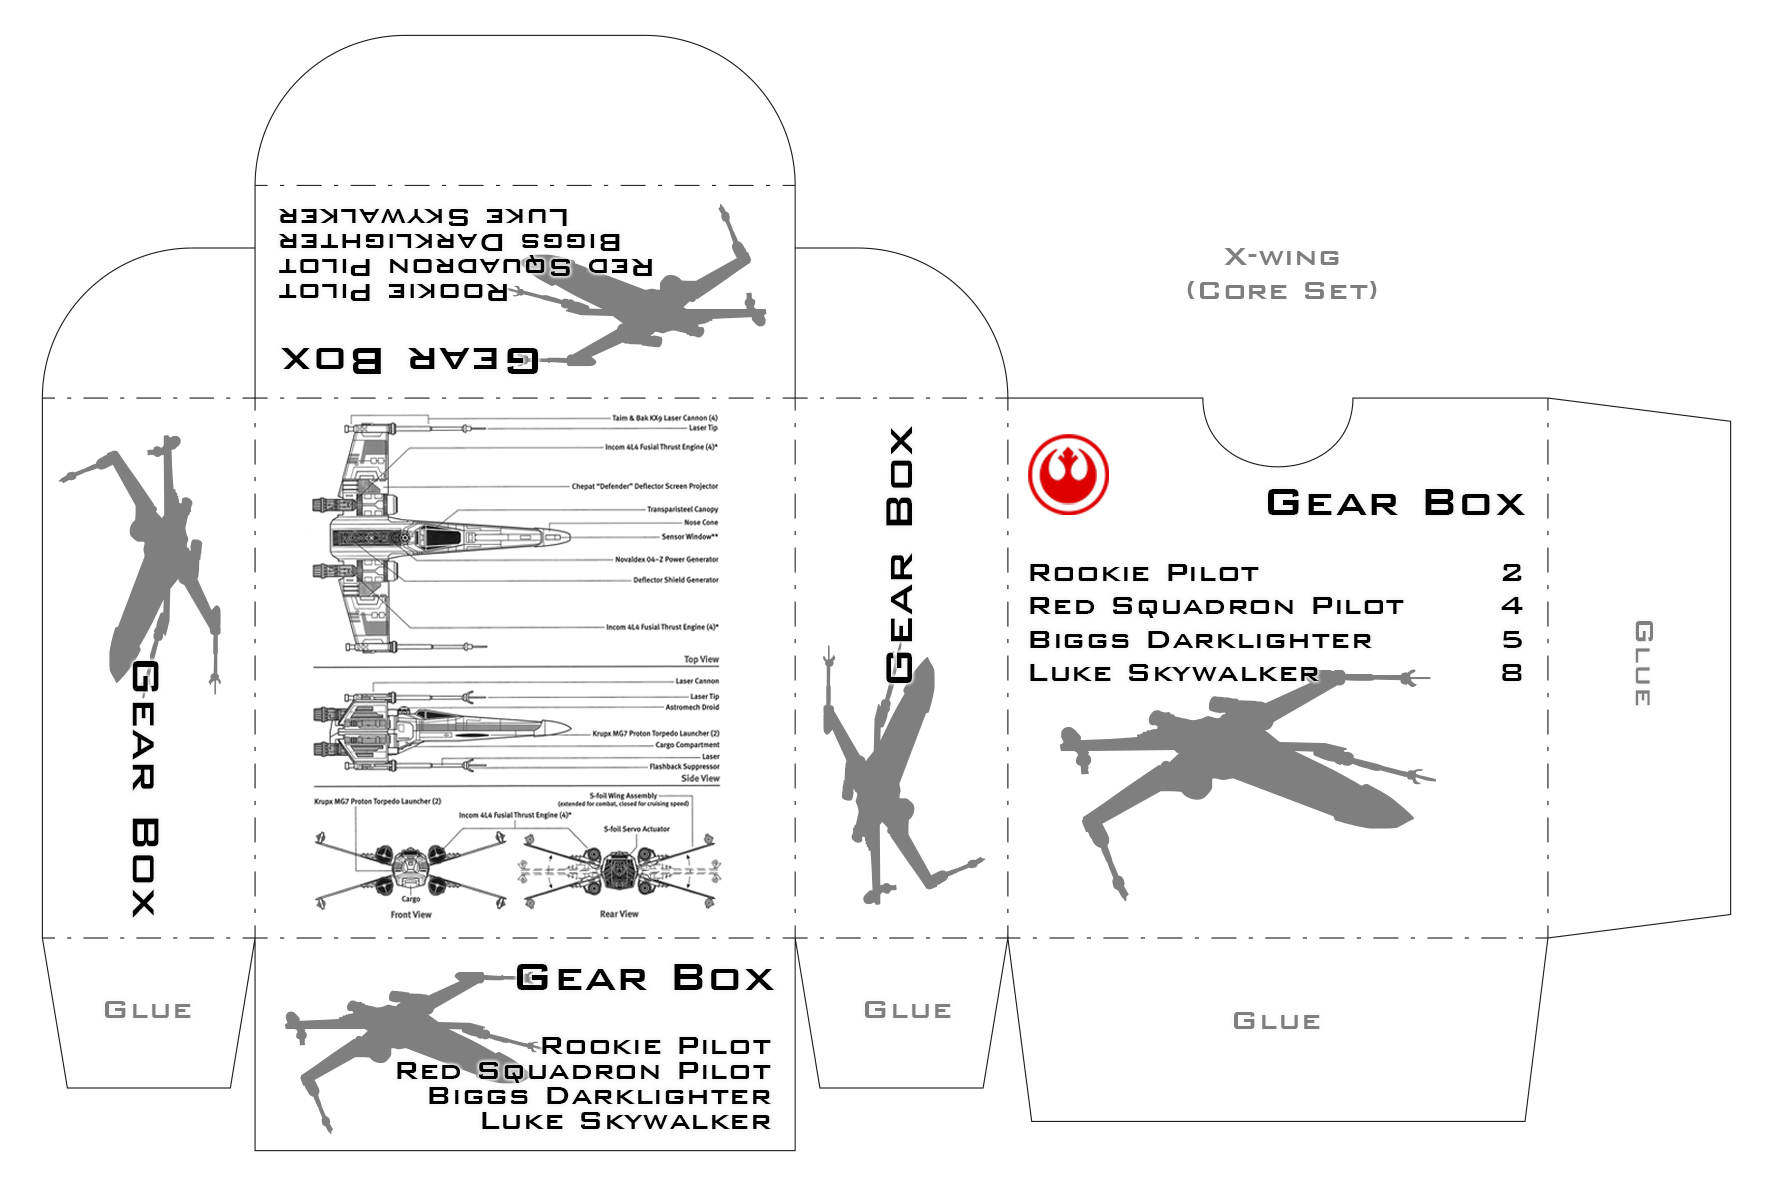 LUKE SKYWALKER
BIGGS DARKLIGHTER
RED SQUADRON PILOT
ROOKIE PILOT
GEAR BOX
X-WING
(CORE SET)
GEAR BOX
Taim & Bak KX9 Laser Cannon (4)
Laser Tip
Incom 4L4 Fusial Thrust Engine (4)*
Chepat "Defender" Deflector Screen Projector
Transparisteel Canopy
Nose Cone
Sensor Window**
Novaldex 04-Z Power Generator
Deflector Shield Generator
Incom 4L4 Fusial Thrust Engine (4)*
Top View
Laser Cannon
Laser Tip
Astromech Droid
Krupx MG7 Proton Torpedo Launcher (2)
Cargo Compartment
Laser
Flashback Suppressor
Side View
Krupx MG7 Proton Torpedo Launcher (2)
S-foil Wing Assembly
(extended for combat, closed for cruising speed)
Incom 4L4 Fusial Thrust Engine (4)*
S-foil Servo Actuator
Cargo
Front View
Rear View
GEAR BOX
GEAR BOX
ROOKIE PILOT 2
RED SQUADRON PILOT 4
BIGGS DARKLIGHTER 5
LUKE SKYWALKER 8
GLUE
GLUE
GEAR BOX
ROOKIE PILOT
RED SQUADRON PILOT
BIGGS DARKLIGHTER
LUKE SKYWALKER
GLUE
GLUE